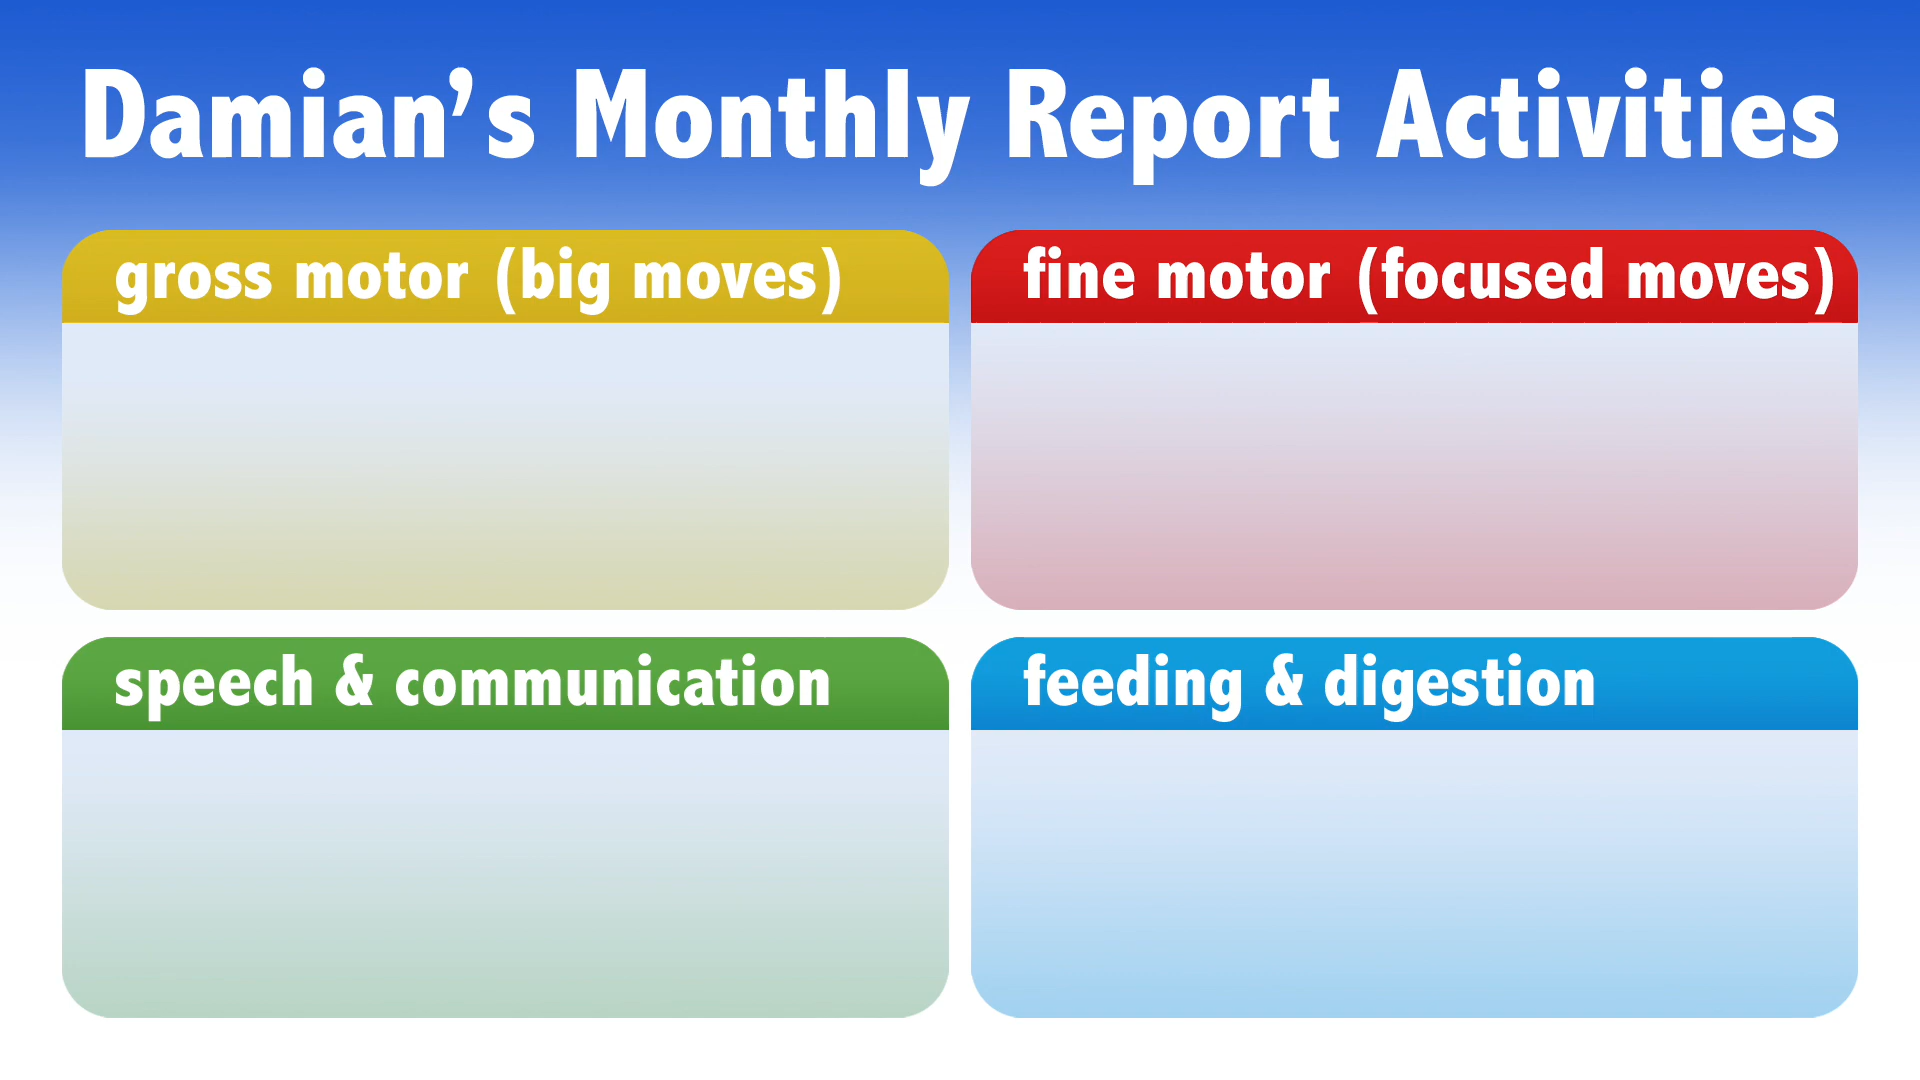 Damian’s Monthly Report Activities
gross motor (big moves)
fine motor (focused moves)
speech & communication
feeding & digestion